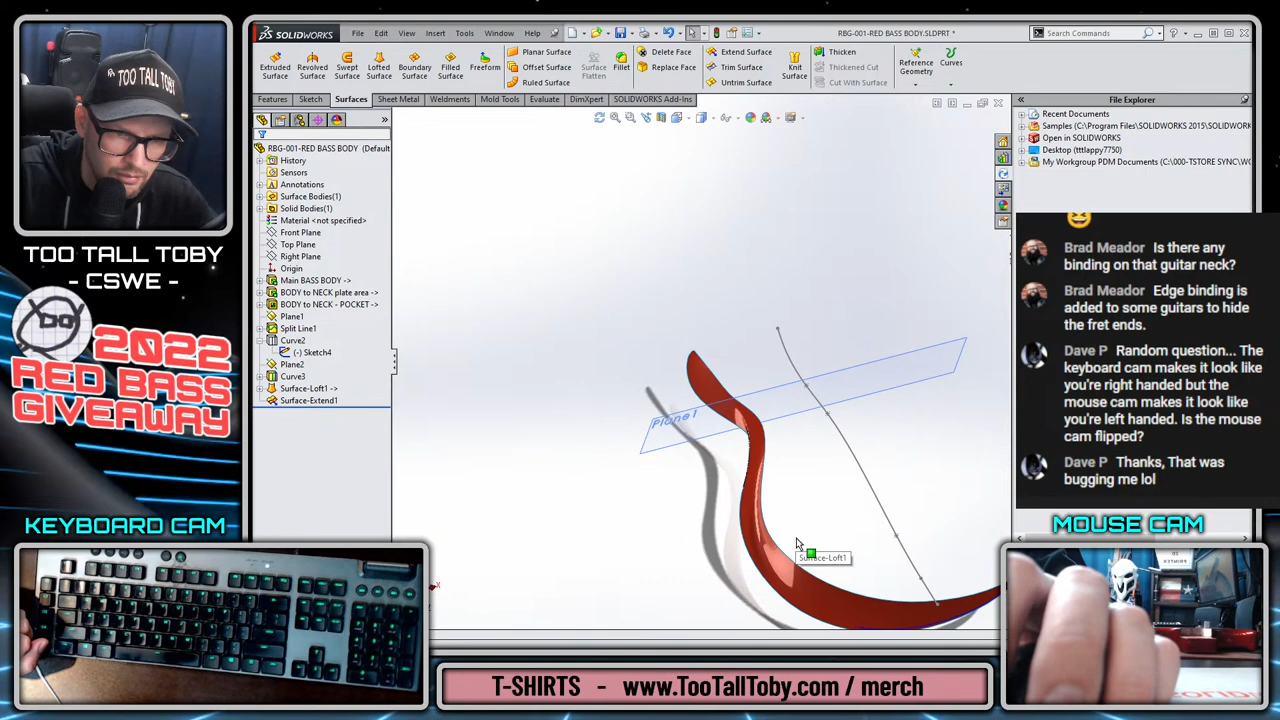 SOLIDWORKS
File Edit View Insert Tools Window Help
RBG-001-RED BASS BODY.SLDPRT *
Search Commands
Extruded Surface
Revolved Surface
Swept Surface
Lofted Surface
Boundary Surface
Filled Surface
Freeform
Planar Surface
Offset Surface
Ruled Surface
Surface Flatten
Fillet
Delete Face
Replace Face
Extend Surface
Trim Surface
Untrim Surface
Knit Surface
Thicken
Thickened Cut
Cut With Surface
Reference Geometry
Curves
Features Sketch Surfaces Sheet Metal Weldments Mold Tools Evaluate DimXpert SOLIDWORKS Add-Ins
RBG-001-RED BASS BODY (Default
History
Sensors
Annotations
Surface Bodies(1)
Solid Bodies(1)
Material <not specified>
Front Plane
Top Plane
Right Plane
Origin
Main BASS BODY ->
BODY to NECK plate area ->
BODY to NECK - POCKET ->
Plane1
Split Line1
Curve2
(-) Sketch4
Plane2
Curve3
Surface-Loft1 ->
Surface-Extend1
Plane1
Surface-Loft1
x
File Explorer
Recent Documents
Samples (C:\Program Files\SOLIDWORKS 2015\SOLIDWORKS
Open in SOLIDWORKS
Desktop (tttlappy7750)
My Workgroup PDM Documents (C:\000-TSTORE SYNC\
Brad Meador Is there any
binding on that guitar neck?
Brad Meador Edge binding is
added to some guitars to hide
the fret ends.
Dave P Random question... The
keyboard cam makes it look like
you're right handed but the
mouse cam makes it look like
you're left handed. Is the mouse
cam flipped?
Dave P Thanks, That was
bugging me lol
TOO TALL TOBY
TOO TALL TOBY
- CSWE -
2022
RED BASS
GIVEAWAY
KEYBOARD CAM
MOUSE CAM
T-SHIRTS - www.TooTallToby.com / merch